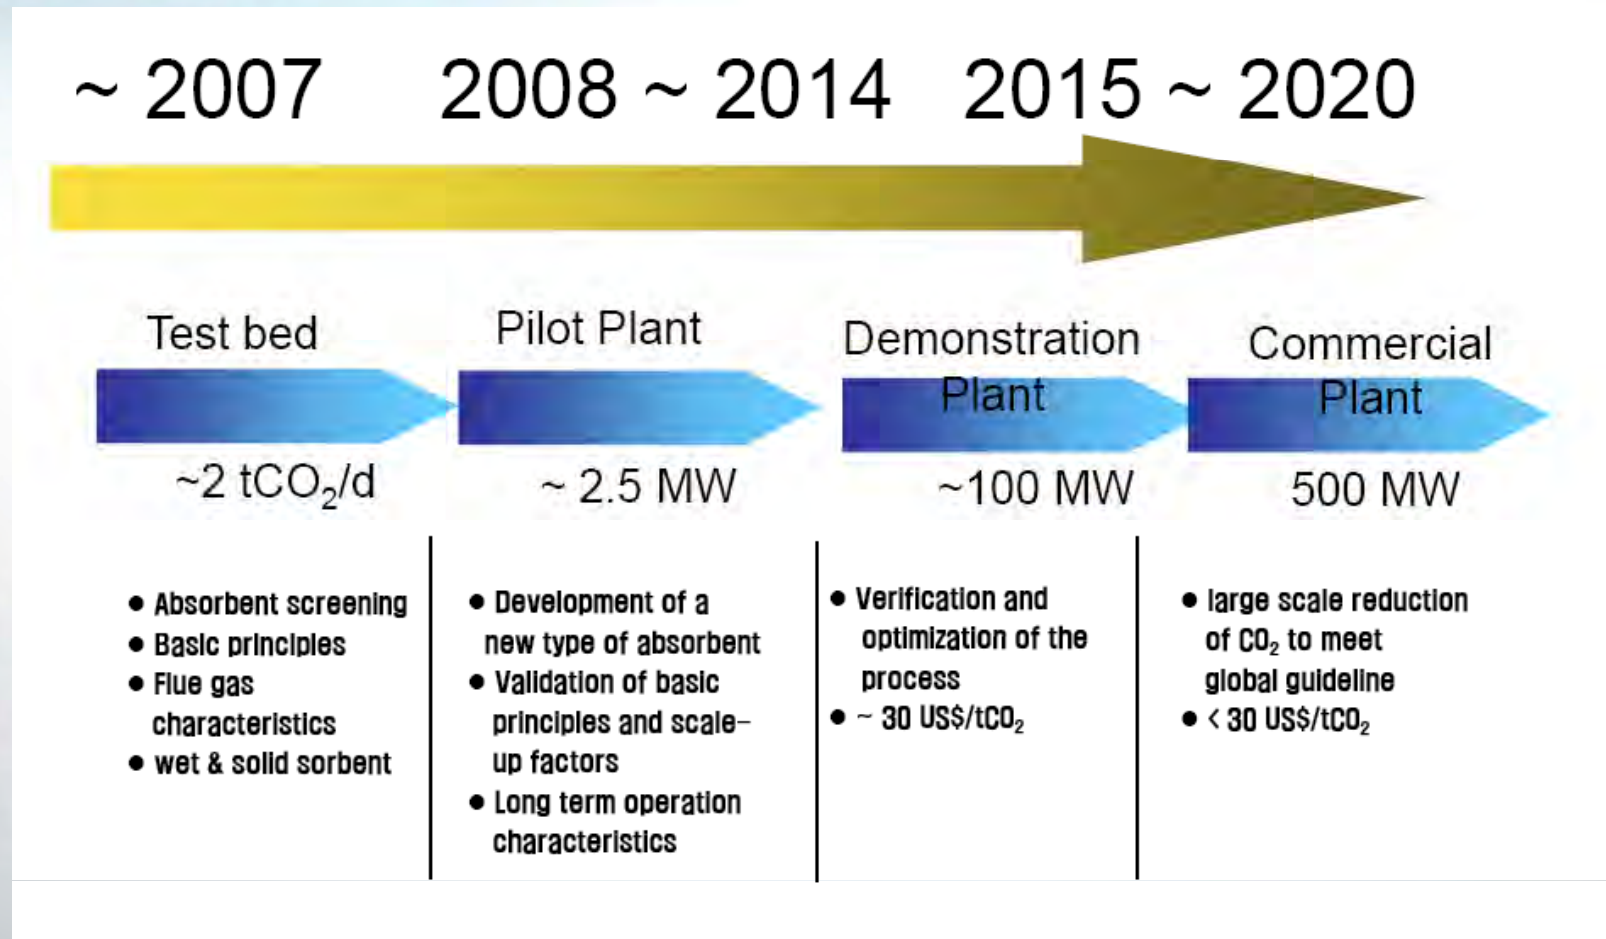 ~ 2007
2008 ~ 2014
2015 ~ 2020
Test bed
~2 tCO₂/d
● Absorbent screening
● Basic principles
● Flue gas
characteristics
● wet & solid sorbent
Pilot Plant
~ 2.5 MW
● Development of a
new type of absorbent
● Validation of basic
principles and scale-
up factors
● Long term operation
characteristics
Demonstration
Plant
~100 MW
● Verification and
optimization of the
process
● ~ 30 US$/tCO₂
Commercial
Plant
500 MW
● large scale reduction
of CO₂ to meet
global guideline
● < 30 US$/tCO₂